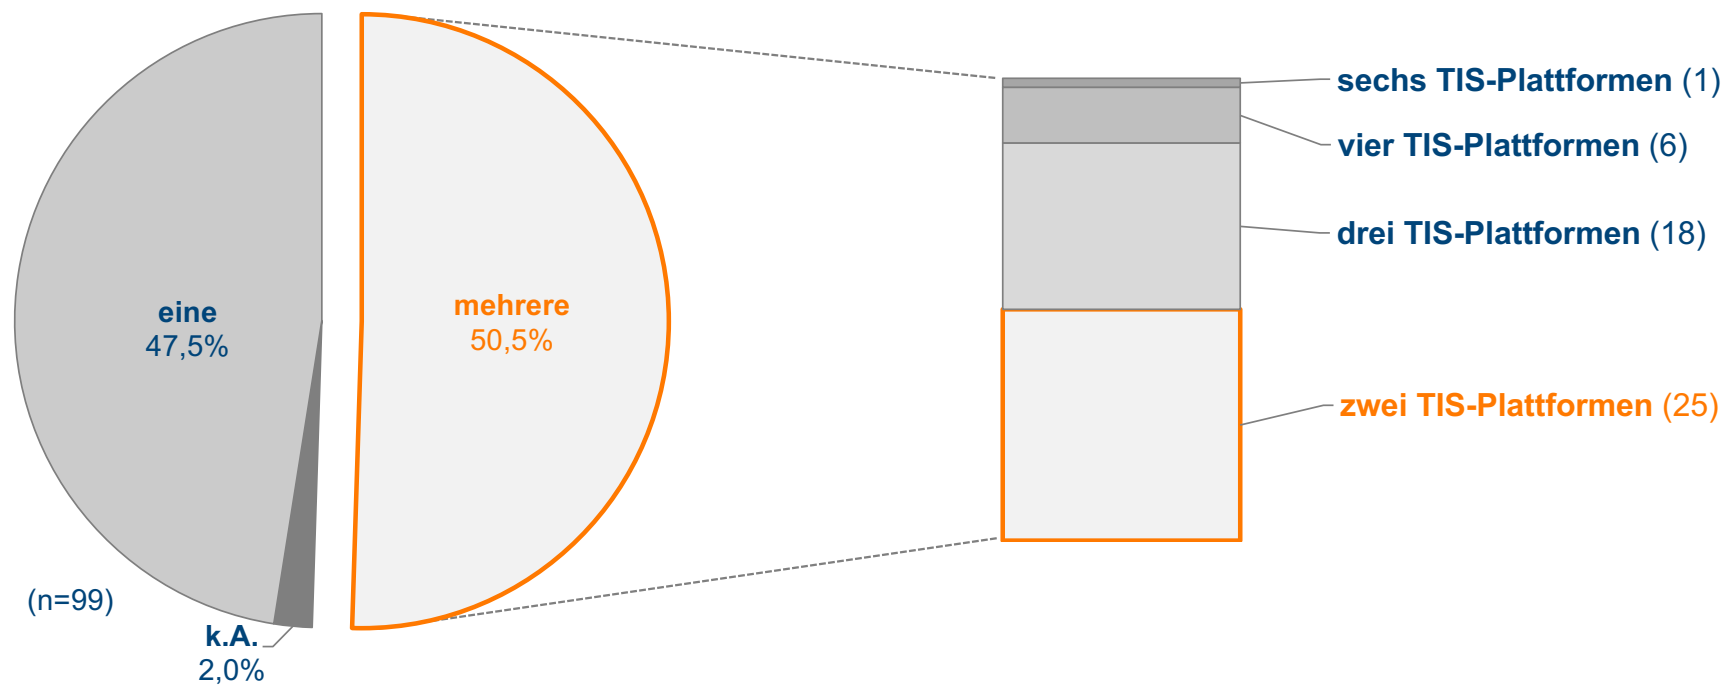 eine
47,5%
mehrere
50,5%
(n=99)
k.A.
2,0%
sechs TIS-Plattformen (1)
vier TIS-Plattformen (6)
drei TIS-Plattformen (18)
zwei TIS-Plattformen (25)